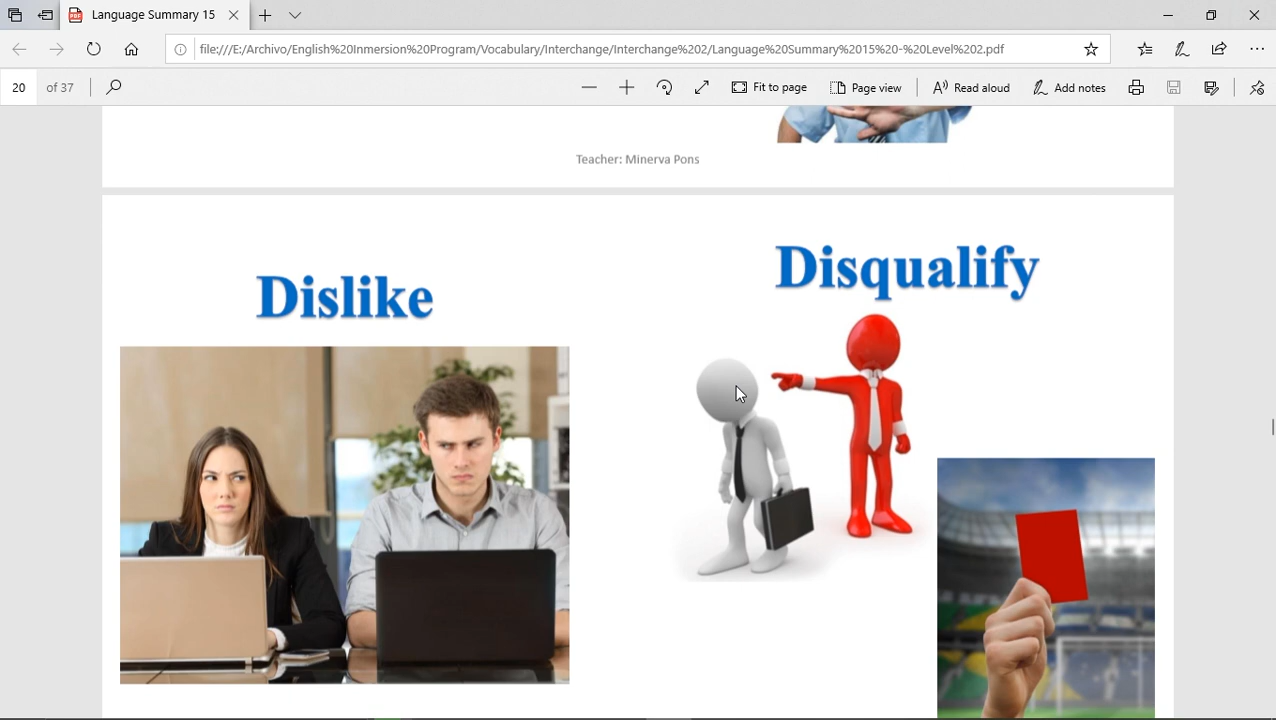 Language Summary 15
file:///E:/Archivo/English%20Inmersion%20Program/Vocabulary/Interchange/Interchange%202/Language%20Summary%2015%20-%20Level%202.pdf
20 of 37
Fit to page
Page view
Read aloud
Add notes
Teacher: Minerva Pons
Dislike
Disqualify